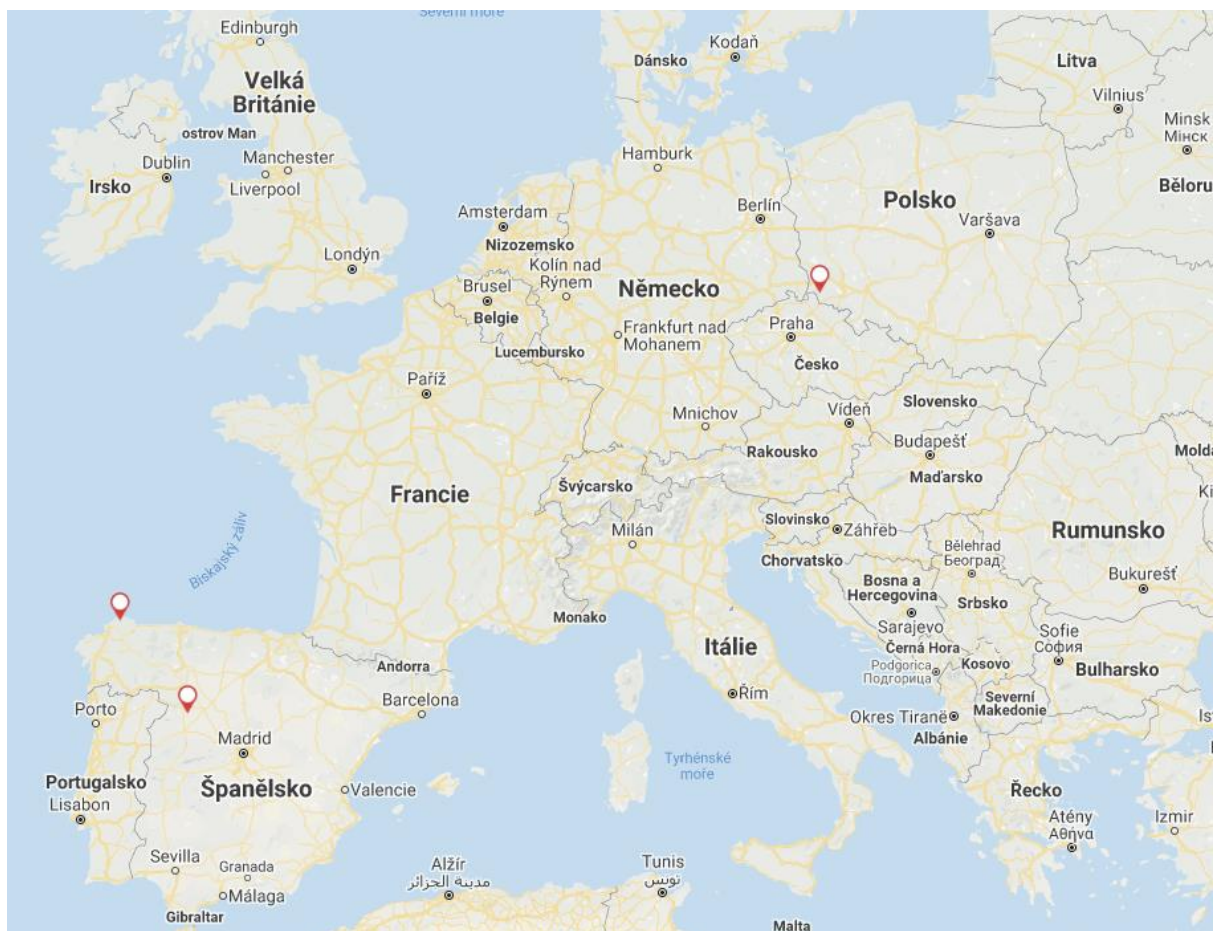 Severní moře
Edinburgh
Kodaň
Dánsko
Litva
Velká
Británie
Vilnius
Minsk
Мінск
ostrov Man
Dublin
Manchester
Hamburk
Irsko
Liverpool
Běloru
Berlín
Polsko
Amsterdam
Varšava
Nizozemsko
Londýn
Kolín nad
Rýnem
Brusel
Německo
Belgie
Praha
Frankfurt nad
Mohanem
Lucembursko
Česko
Paříž
Slovensko
Mnichov
Vídeň
Budapešť
Rakousko
Moldа
Maďarsko
Švýcarsko
Francie
Slovinsko
Záhřeb
Milán
Rumunsko
Biskajský záliv
Bělehrad
Београд
Chorvatsko
Bosna a
Hercegovina
Bukurešť
Srbsko
Monako
Sarajevo
Sofie
София
Itálie
Černá Hora
Andorra
Podgorica
Подгорица
Kosovo
Bulharsko
Řím
Barcelona
Porto
Severní
Makedonie
Okres Tiranë
Albánie
Madrid
Tyrhénské
moře
Portugalsko
Španělsko
Valencie
Řecko
Lisabon
Atény
Αθήνα
Izmir
Sevilla
Granada
Alžír
مدينة الجزائر
Tunis
تونس
Málaga
Gibraltar
Malta